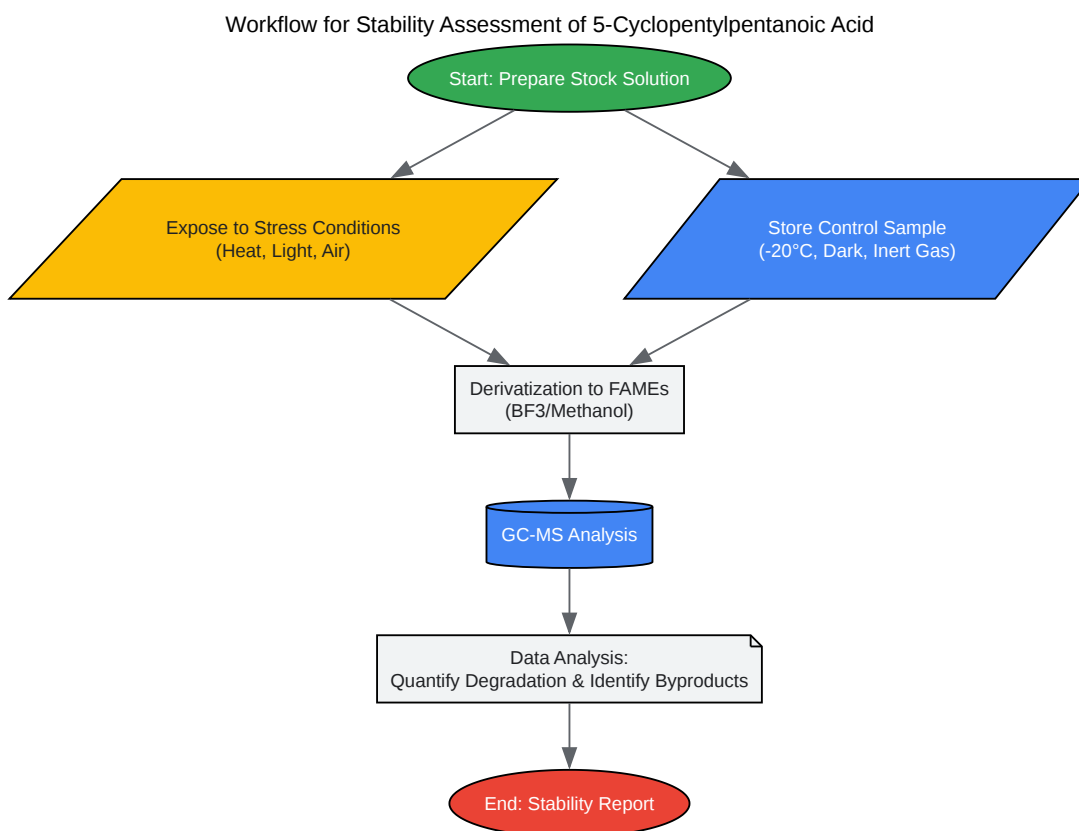 Workflow for Stability Assessment of 5-Cyclopentylpentanoic Acid
Start: Prepare Stock Solution
Expose to Stress Conditions
(Heat, Light, Air)
Store Control Sample
(-20°C, Dark, Inert Gas)
Derivatization to FAMEs
(BF3/Methanol)
GC-MS Analysis
Data Analysis:
Quantify Degradation & Identify Byproducts
End: Stability Report